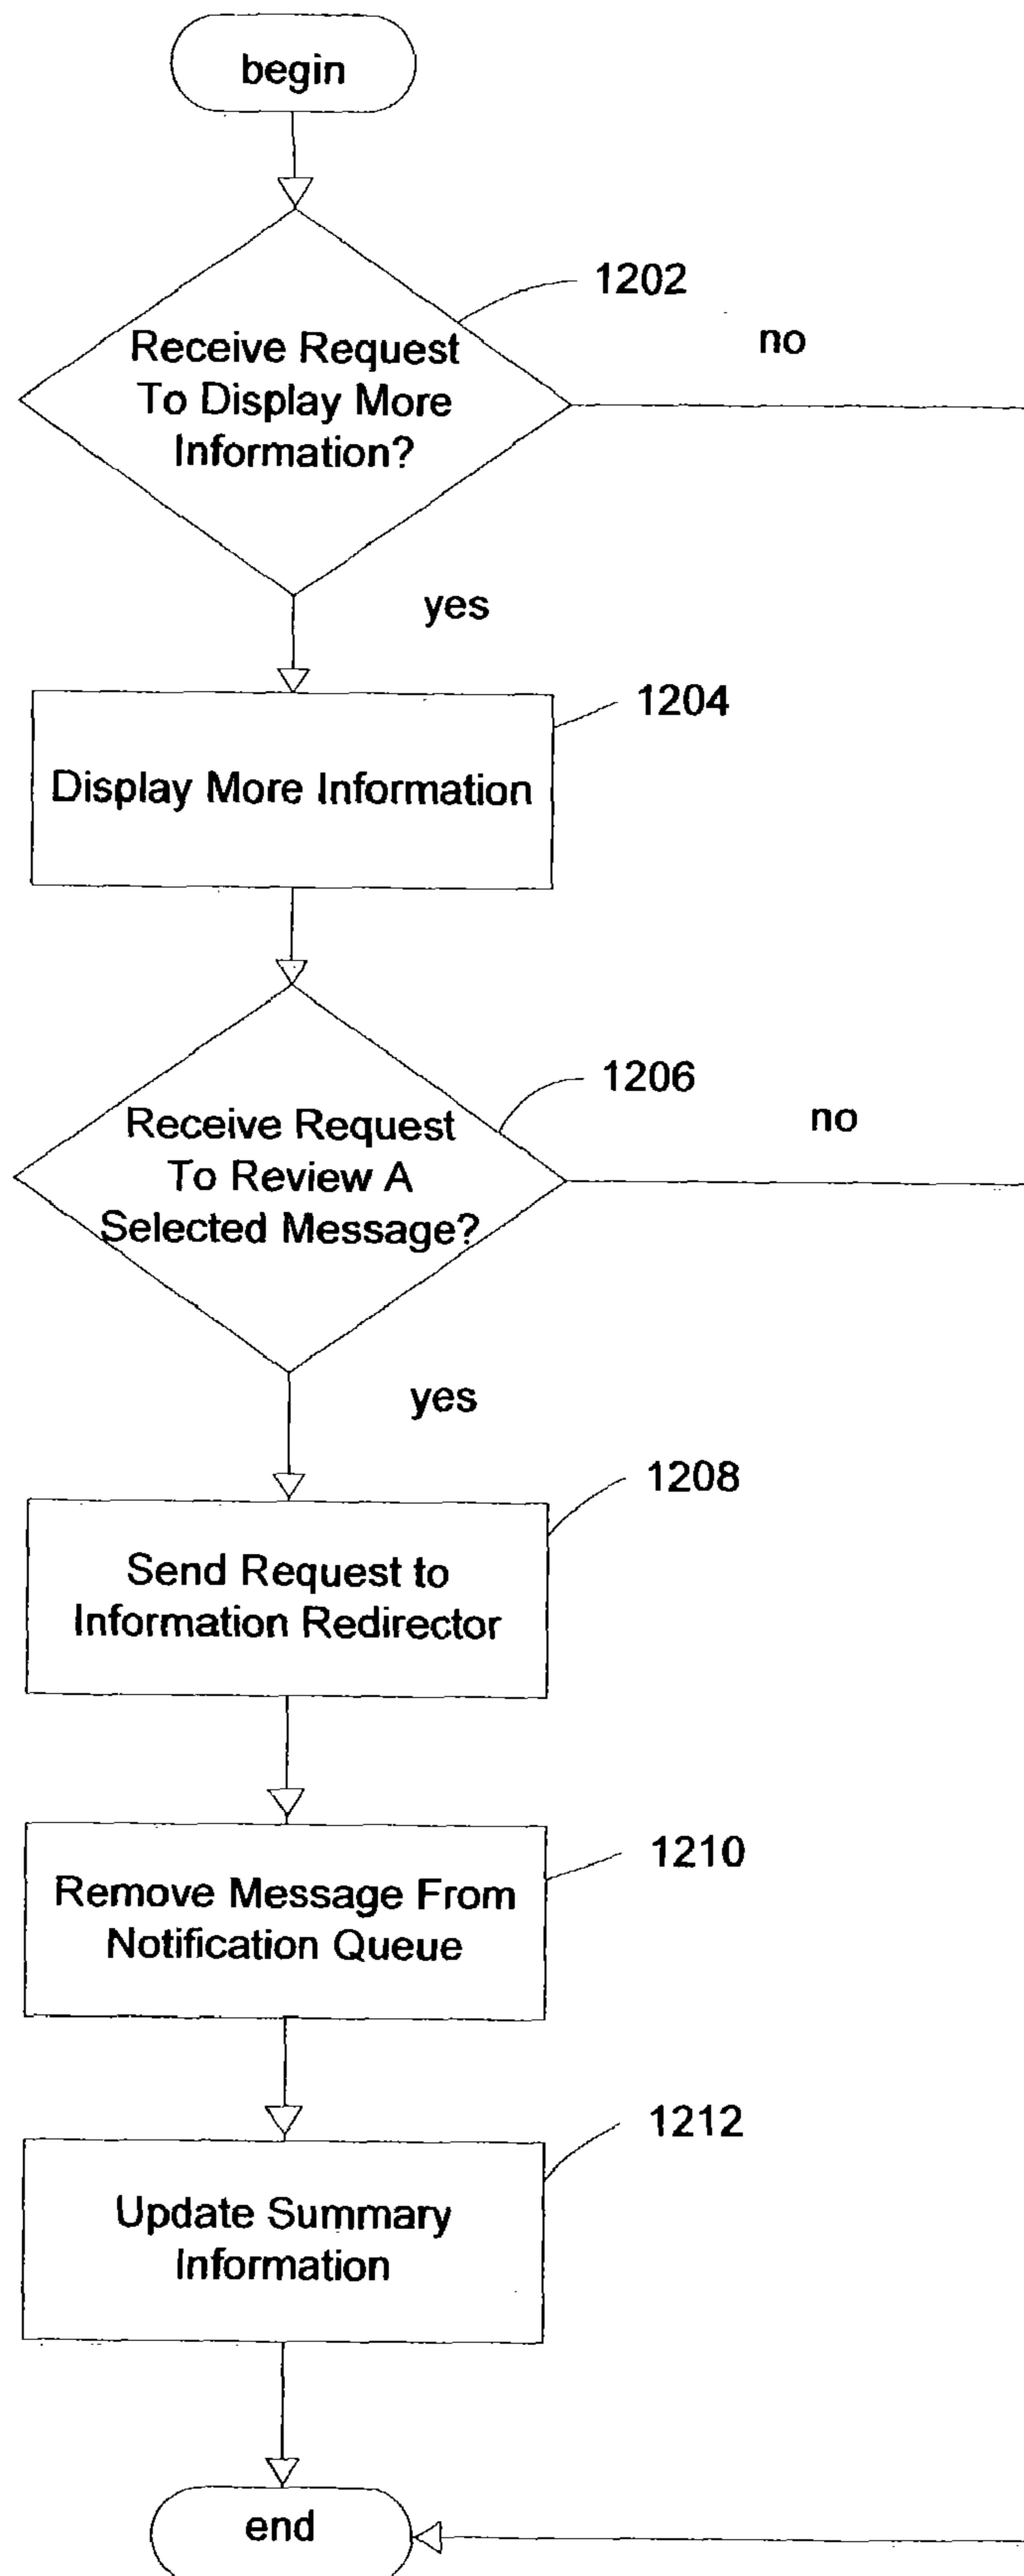 begin
1202
no
Receive Request
To Display More
Information?
yes
1204
Display More Information
1206
no
Receive Request
To Review A
Selected Message?
yes
1208
Send Request to
Information Redirector
1210
Remove Message From
Notification Queue
1212
Update Summary
Information
end